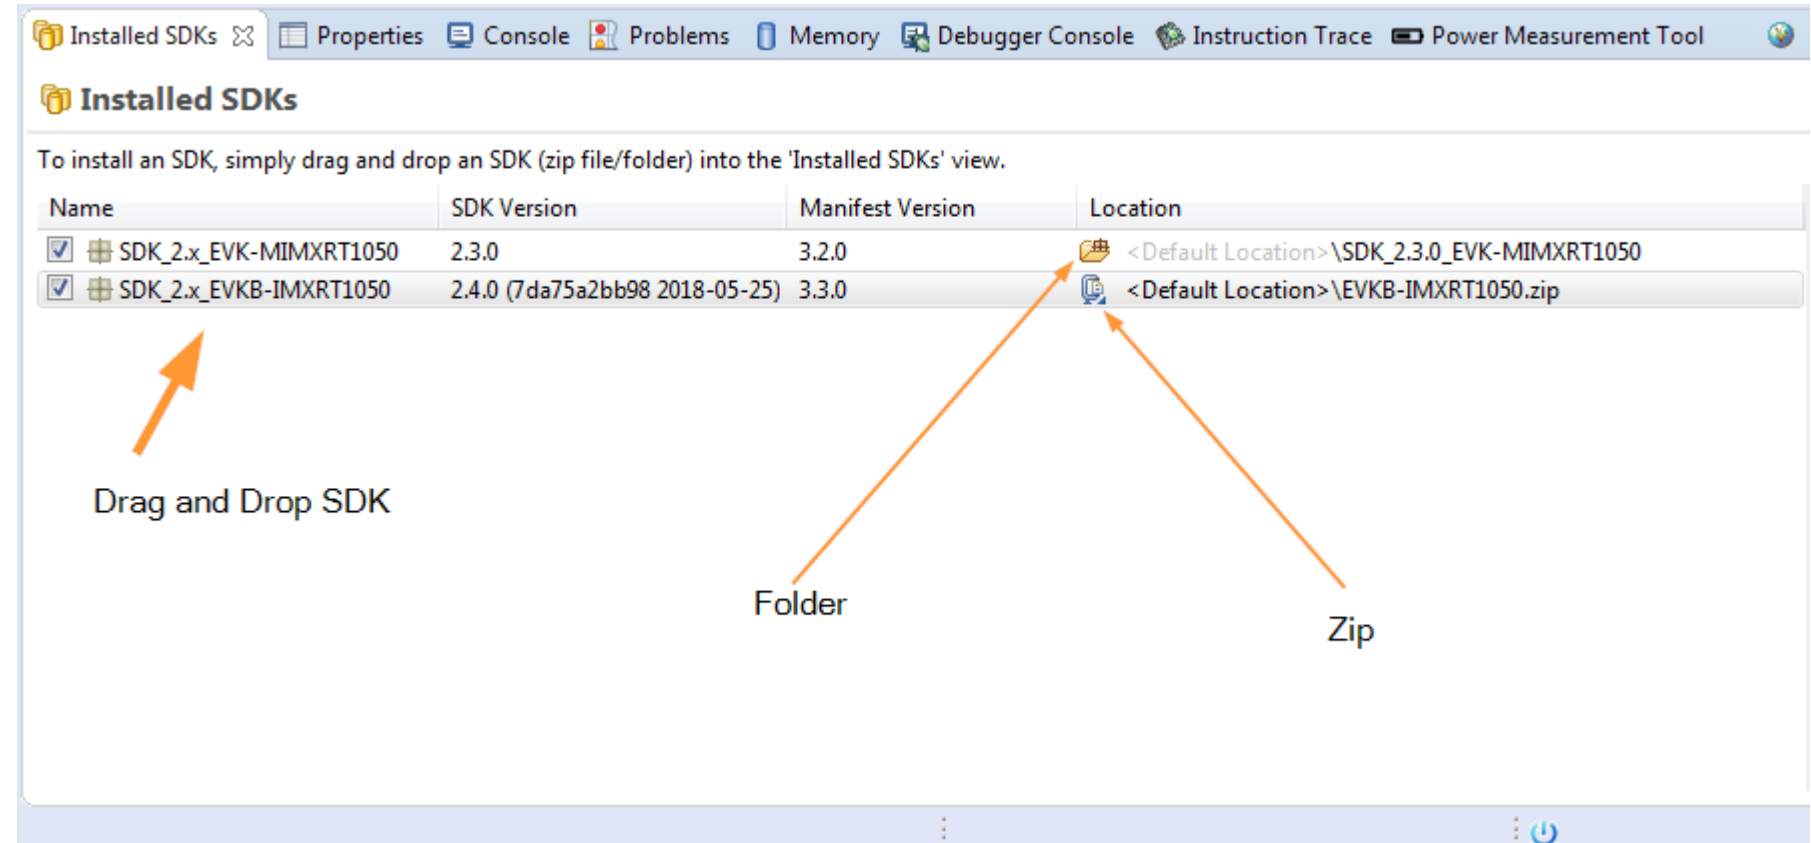 Installed SDKs Properties Console Problems Memory Debugger Console Instruction Trace Power Measurement Tool
Installed SDKs
To install an SDK, simply drag and drop an SDK (zip file/folder) into the 'Installed SDKs' view.
Name SDK Version Manifest Version Location
SDK_2.x_EVK-MIMXRT1050 2.3.0 3.2.0 <Default Location>\SDK_2.3.0_EVK-MIMXRT1050
SDK_2.x_EVKB-IMXRT1050 2.4.0 (7da75a2bb98 2018-05-25) 3.3.0 <Default Location>\EVKB-IMXRT1050.zip
Drag and Drop SDK
Folder
Zip